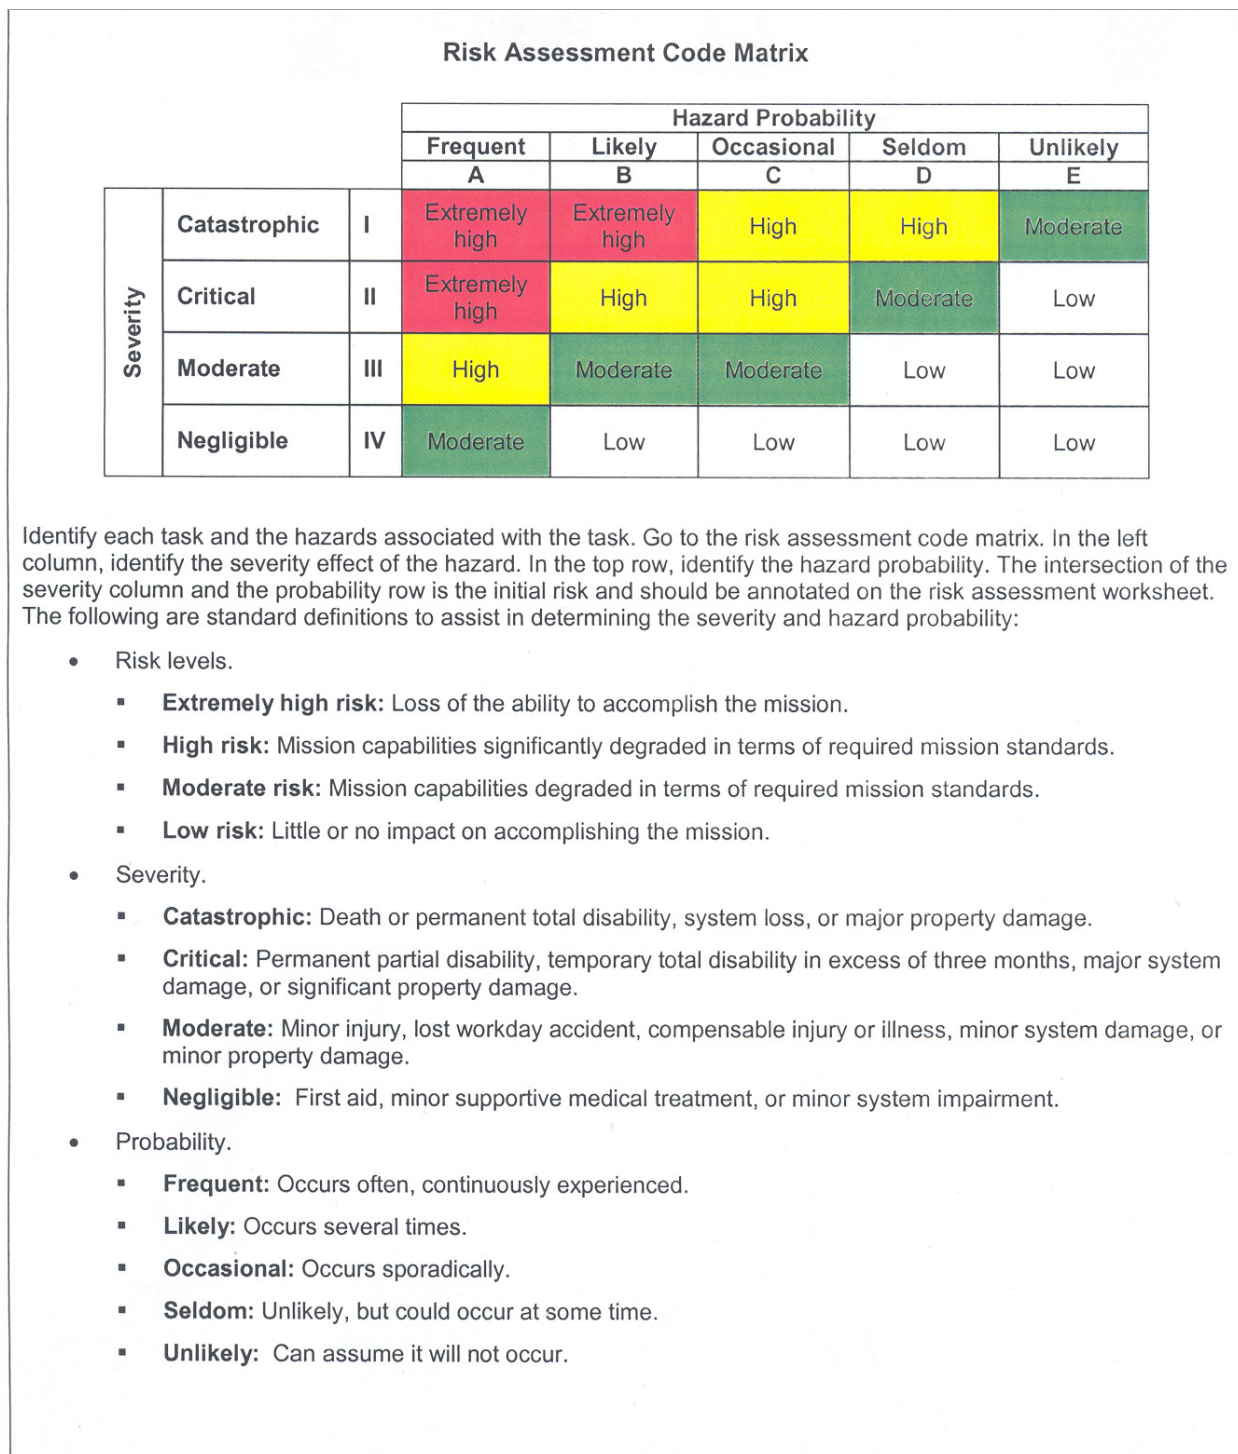 Risk Assessment Code Matrix
Hazard Probability
Frequent Likely Occasional Seldom Unlikely
A B C D E
Severity
Catastrophic I Extremely high Extremely high High High Moderate
Critical II Extremely high High High Moderate Low
Moderate III High Moderate Moderate Low Low
Negligible IV Moderate Low Low Low Low
Identify each task and the hazards associated with the task. Go to the risk assessment code matrix. In the left
column, identify the severity effect of the hazard. In the top row, identify the hazard probability. The intersection of the
severity column and the probability row is the initial risk and should be annotated on the risk assessment worksheet.
The following are standard definitions to assist in determining the severity and hazard probability:
• Risk levels.
▪ Extremely high risk: Loss of the ability to accomplish the mission.
▪ High risk: Mission capabilities significantly degraded in terms of required mission standards.
▪ Moderate risk: Mission capabilities degraded in terms of required mission standards.
▪ Low risk: Little or no impact on accomplishing the mission.
• Severity.
▪ Catastrophic: Death or permanent total disability, system loss, or major property damage.
▪ Critical: Permanent partial disability, temporary total disability in excess of three months, major system
damage, or significant property damage.
▪ Moderate: Minor injury, lost workday accident, compensable injury or illness, minor system damage, or
minor property damage.
▪ Negligible: First aid, minor supportive medical treatment, or minor system impairment.
• Probability.
▪ Frequent: Occurs often, continuously experienced.
▪ Likely: Occurs several times.
▪ Occasional: Occurs sporadically.
▪ Seldom: Unlikely, but could occur at some time.
▪ Unlikely: Can assume it will not occur.